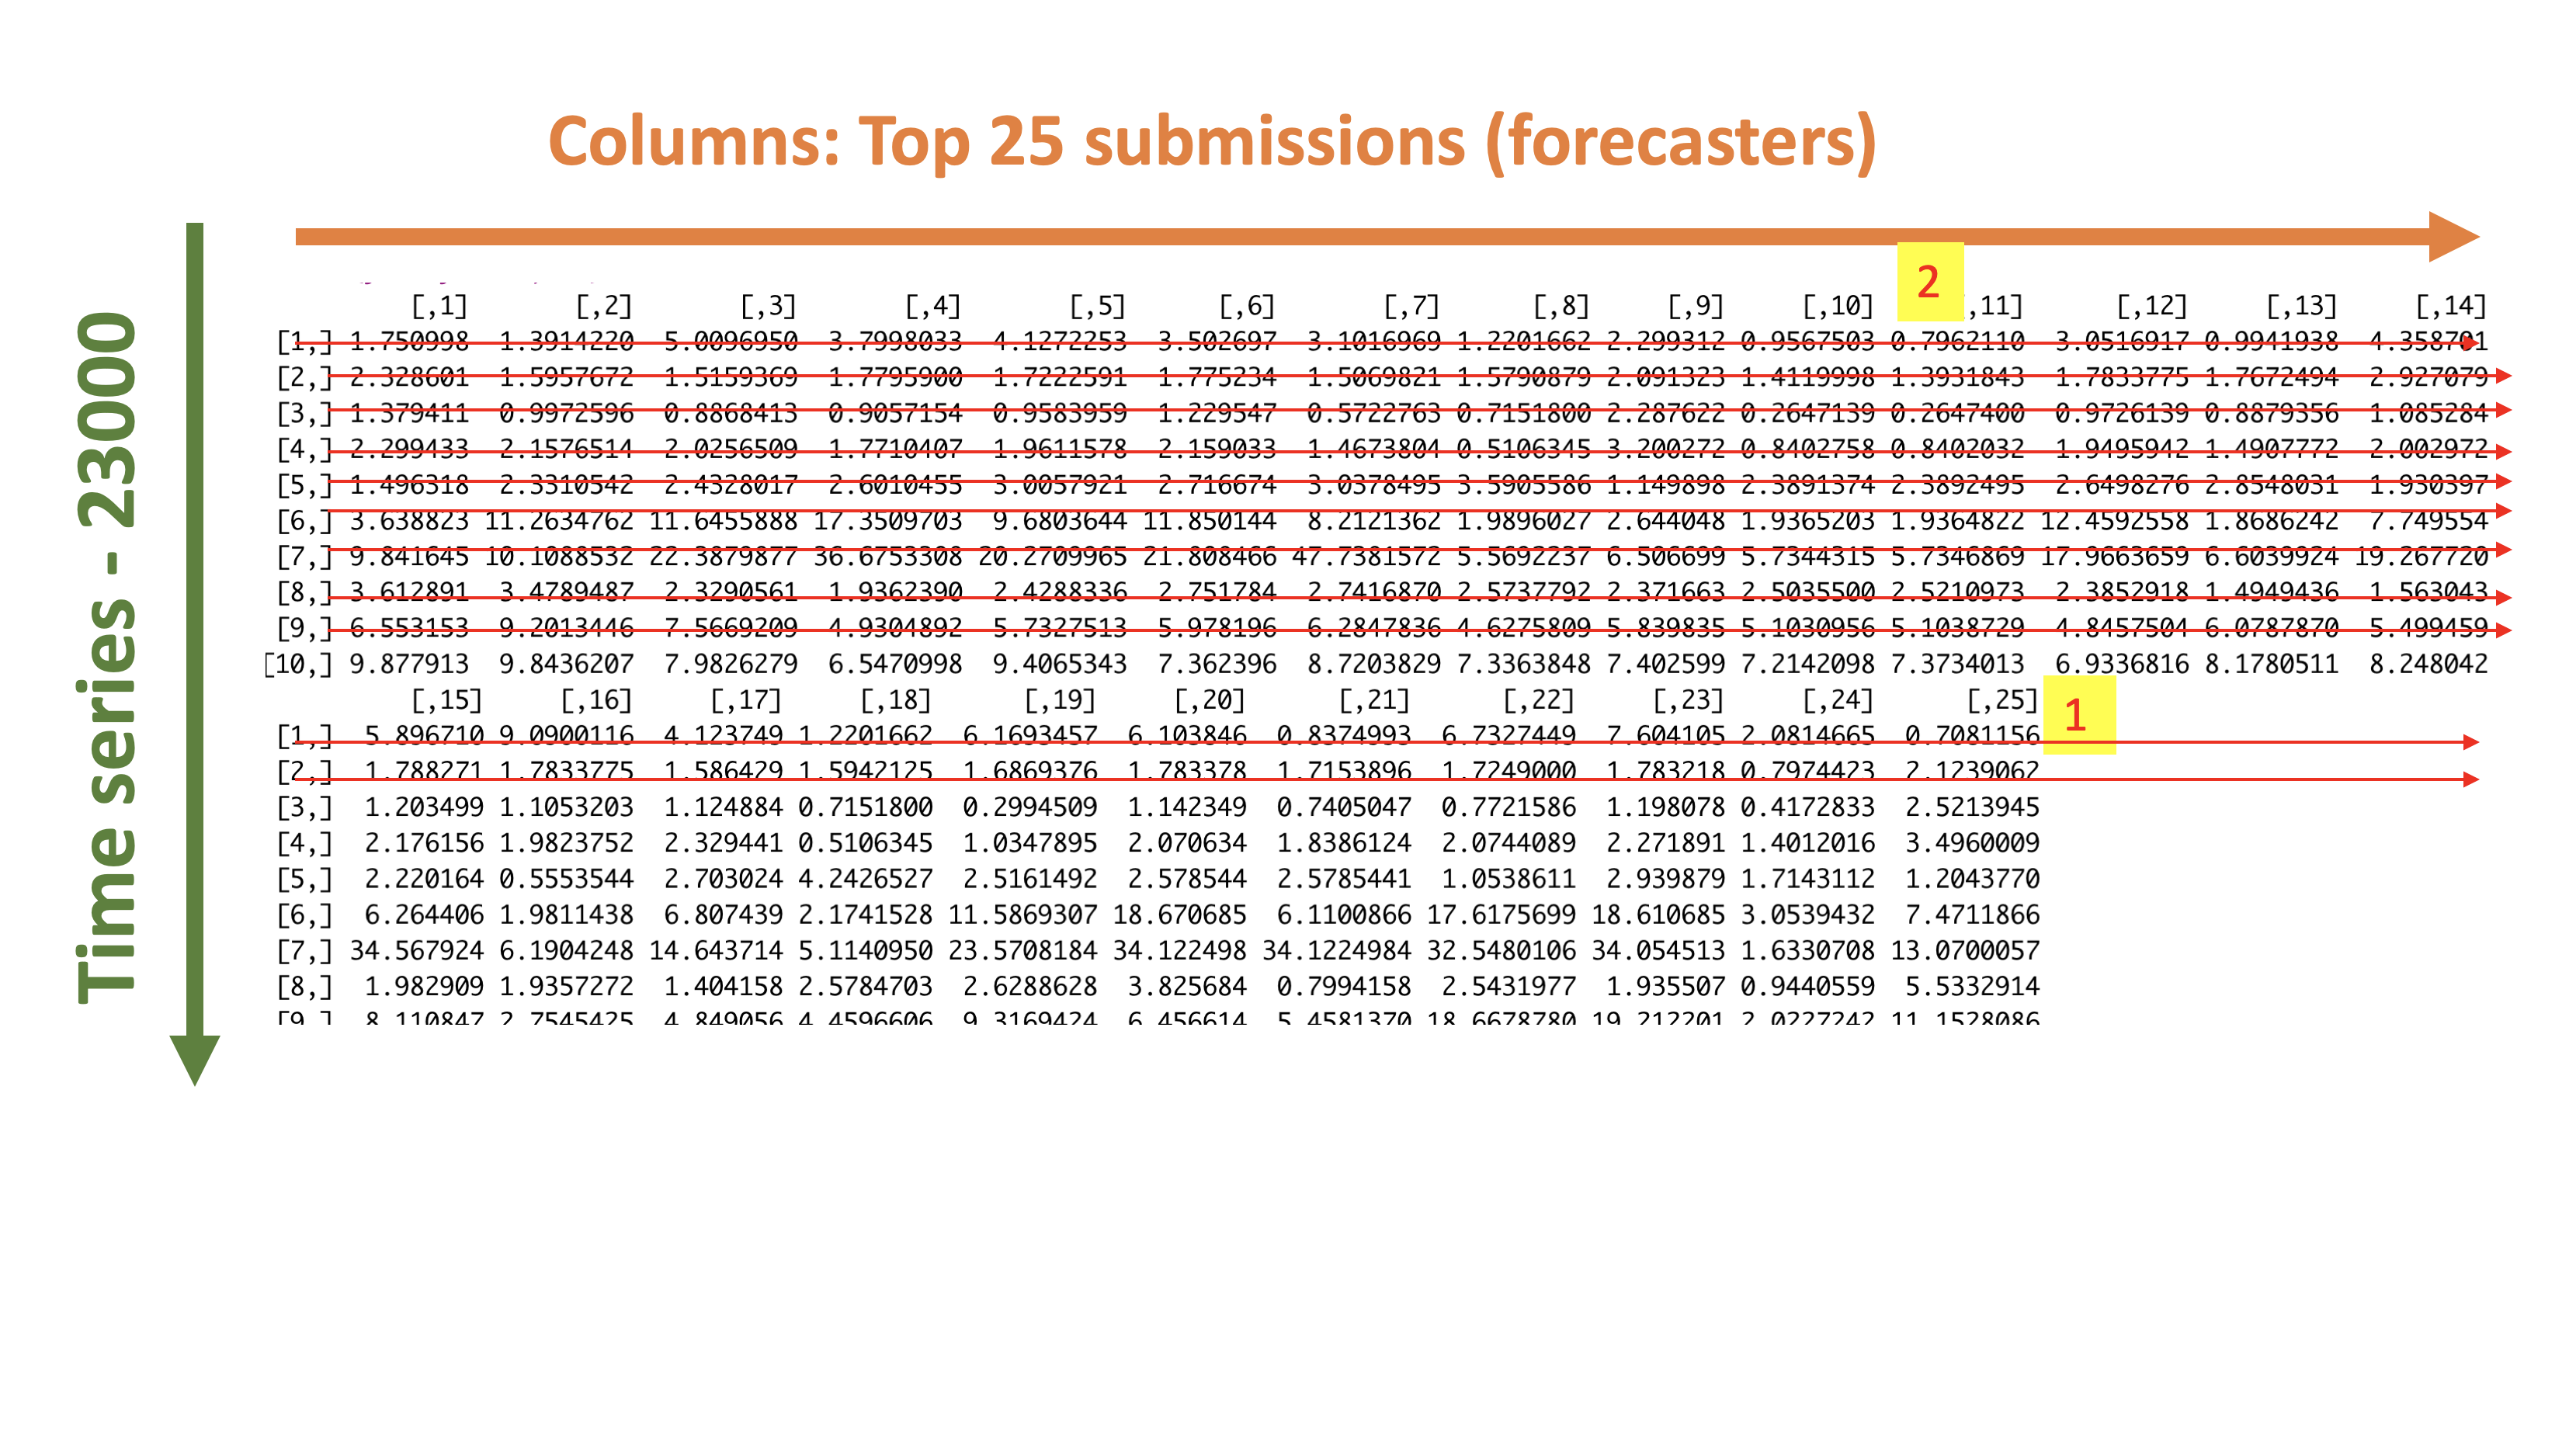 Columns: Top 25 submissions (forecasters)
Time series - 23000
2
[,1] [,2] [,3] [,4] [,5] [,6] [,7] [,8] [,9] [,10] ,11] [,12] [,13] [,14]
[1,] 1.750998 1.3914220 5.0096950 3.7998033 4.1272253 3.502697 3.1016969 1.2201662 2.299312 0.9567503 0.7962110 3.0516917 0.9941938 4.358701
[2,] 2.328601 1.5957672 1.5159369 1.7795900 1.7222591 1.775234 1.5069821 1.5790879 2.091323 1.4119998 1.3931843 1.7833775 1.7672494 2.927079
[3,] 1.379411 0.9972596 0.8868413 0.9057154 0.9583959 1.229547 0.5722763 0.7151800 2.287622 0.2647139 0.2647400 0.9726139 0.8879356 1.085284
[4,] 2.299433 2.1576514 2.0256509 1.7710407 1.9611578 2.159033 1.4673804 0.5106345 3.200272 0.8402758 0.8402032 1.9495942 1.4907772 2.002972
[5,] 1.496318 2.3310542 2.4328017 2.6010455 3.0057921 2.716674 3.0378495 3.5905586 1.149898 2.3891374 2.3892495 2.6498276 2.8548031 1.930397
[6,] 3.638823 11.2634762 11.6455888 17.3509703 9.6803644 11.850144 8.2121362 1.9896027 2.644048 1.9365203 1.9364822 12.4592558 1.8686242 7.749554
[7,] 9.841645 10.1088532 22.3879877 36.6753308 20.2709965 21.808466 47.7381572 5.5692237 6.506699 5.7344315 5.7346869 17.9663659 6.6039924 19.267720
[8,] 3.612891 3.4789487 2.3290561 1.9362390 2.4288336 2.751784 2.7416870 2.5737792 2.371663 2.5035500 2.5210973 2.3852918 1.4949436 1.563043
[9,] 6.553153 9.2013446 7.5669209 4.9304892 5.7327513 5.978196 6.2847836 4.6275809 5.839835 5.1030956 5.1038729 4.8457504 6.0787870 5.499459
[10,] 9.877913 9.8436207 7.9826279 6.5470998 9.4065343 7.362396 8.7203829 7.3363848 7.402599 7.2142098 7.3734013 6.9336816 8.1780511 8.248042
[,15] [,16] [,17] [,18] [,19] [,20] [,21] [,22] [,23] [,24] [,25]
1
[1,] 5.896710 9.0900116 4.123749 1.2201662 6.1693457 6.103846 0.8374993 6.7327449 7.604105 2.0814665 0.7081156
[2,] 1.788271 1.7833775 1.586429 1.5942125 1.6869376 1.783378 1.7153896 1.7249000 1.783218 0.7974423 2.1239062
[3,] 1.203499 1.1053203 1.124884 0.7151800 0.2994509 1.142349 0.7405047 0.7721586 1.198078 0.4172833 2.5213945
[4,] 2.176156 1.9823752 2.329441 0.5106345 1.0347895 2.070634 1.8386124 2.0744089 2.271891 1.4012016 3.4960009
[5,] 2.220164 0.5553544 2.703024 4.2426527 2.5161492 2.578544 2.5785441 1.0538611 2.939879 1.7143112 1.2043770
[6,] 6.264406 1.9811438 6.807439 2.1741528 11.5869307 18.670685 6.1100866 17.6175699 18.610685 3.0539432 7.4711866
[7,] 34.567924 6.1904248 14.643714 5.1140950 23.5708184 34.122498 34.1224984 32.5480106 34.054513 1.6330708 13.0700057
[8,] 1.982909 1.9357272 1.404158 2.5784703 2.6288628 3.825684 0.7994158 2.5431977 1.935507 0.9440559 5.5332914
[9,] 8.110847 2.7545425 4.849056 4.4596606 9.3169424 6.456614 5.4581370 18.6678780 19.212201 2.0227242 11.1528086